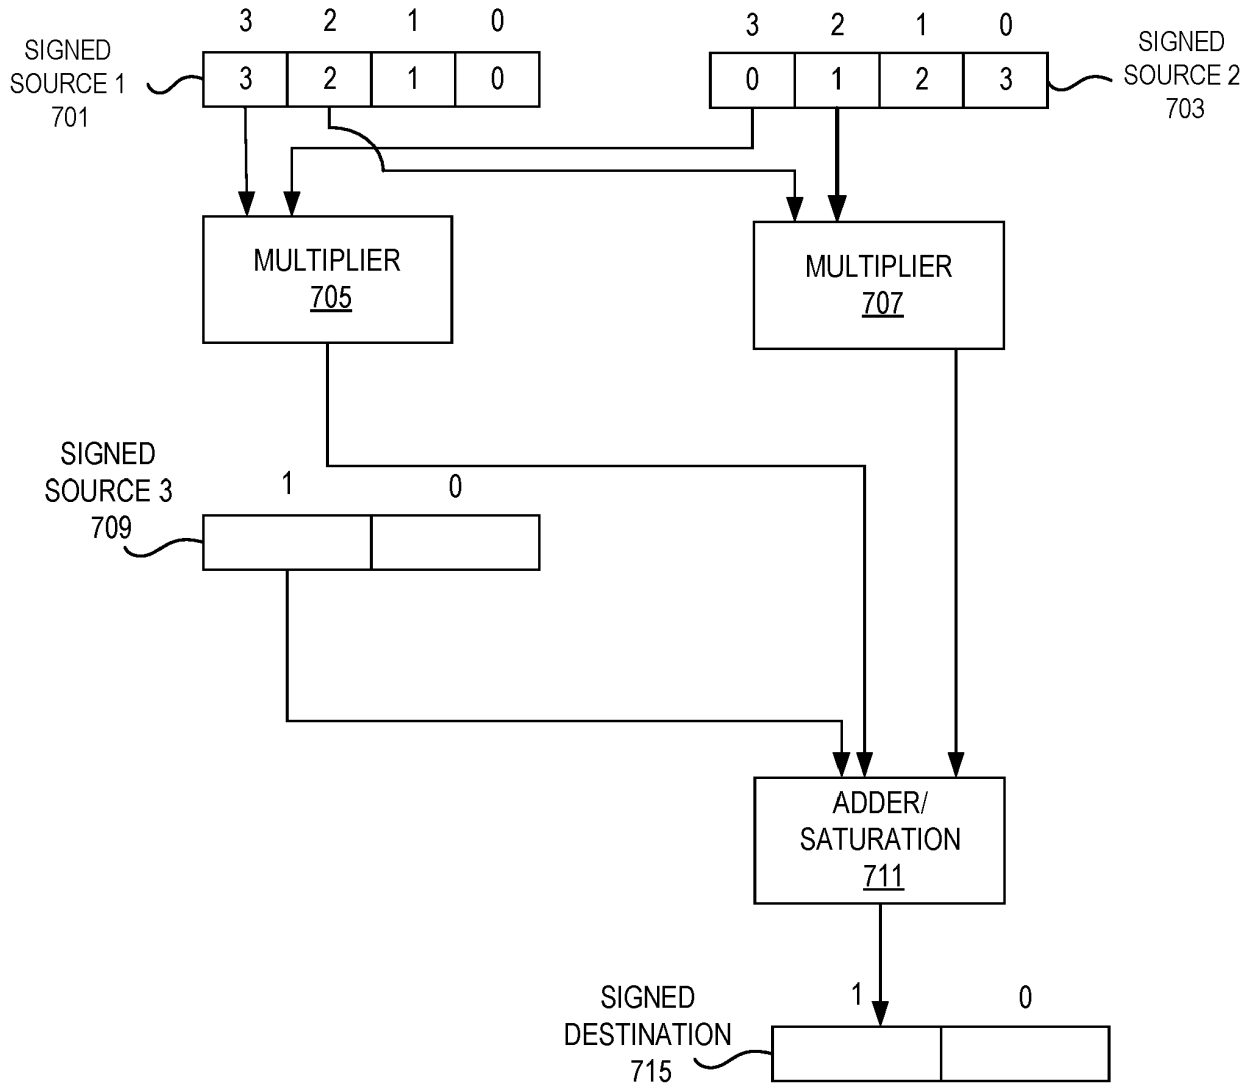 3 2 1 0
SIGNED
SOURCE 1
701
3 2 1 0
3 2 1 0
0 1 2 3
SIGNED
SOURCE 2
703
MULTIPLIER
705
MULTIPLIER
707
SIGNED
SOURCE 3
709
1 0
ADDER/
SATURATION
711
SIGNED
DESTINATION
715
1 0